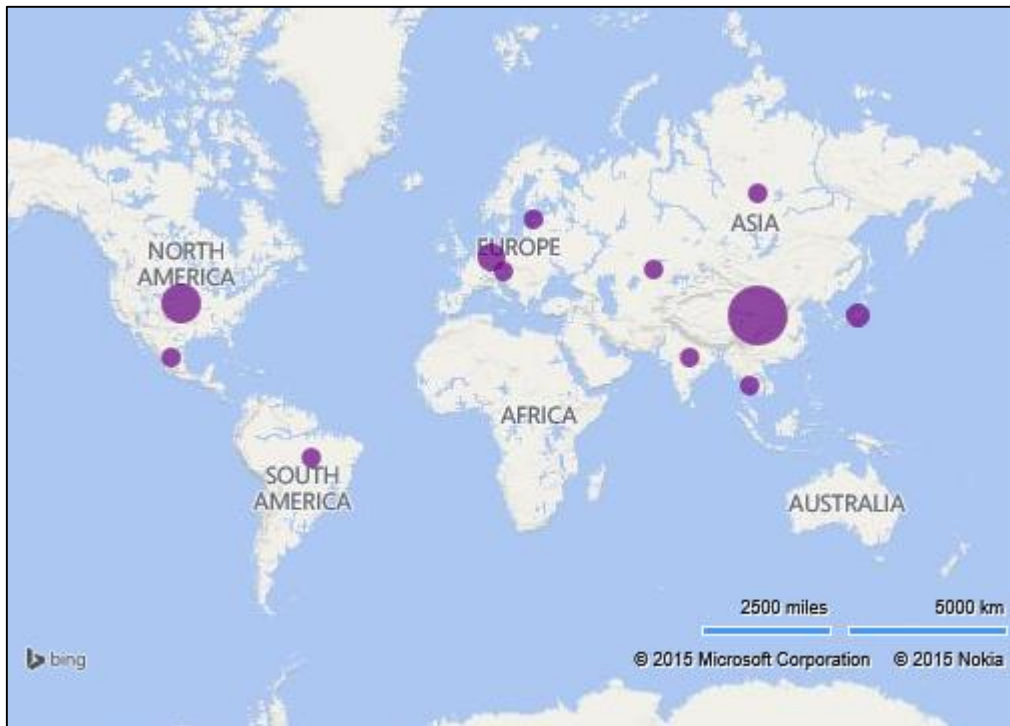 ASIA
NORTH
AMERICA
EUROPE
AFRICA
SOUTH
AMERICA
AUSTRALIA
2500 miles
5000 km
bing
© 2015 Microsoft Corporation
© 2015 Nokia